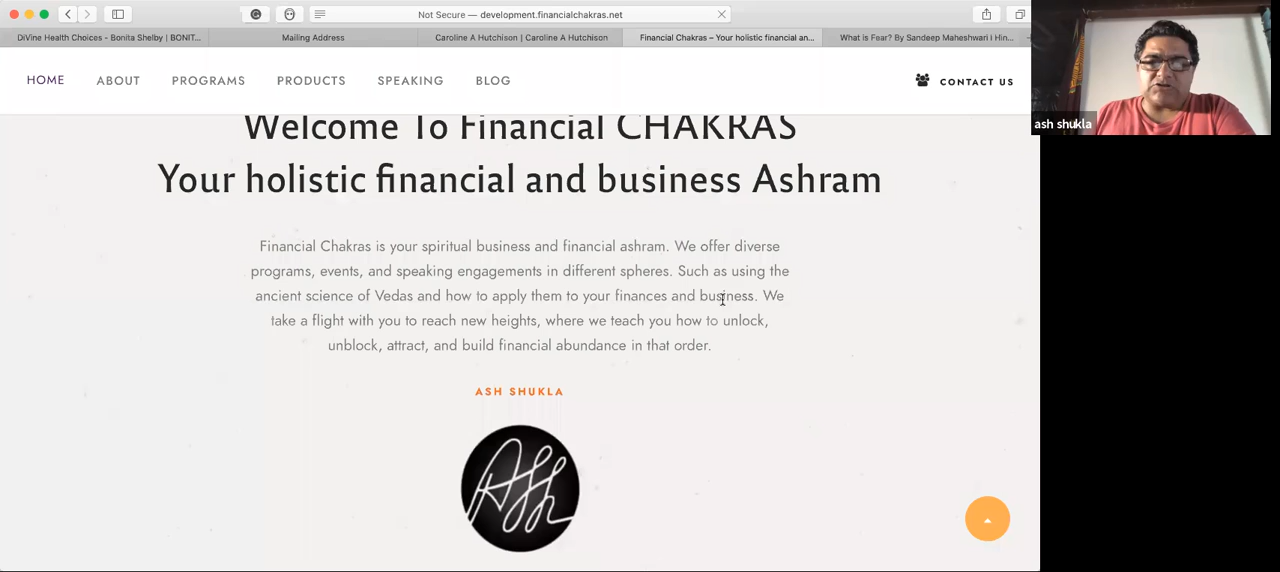 Not Secure — development.financialchakras.net
DiVine Health Choices - Bonita Shelby | BONIT...
Mailing Address
Caroline A Hutchison | Caroline A Hutchison
Financial Chakras – Your holistic financial an...
What is Fear? By Sandeep Maheshwari I Hin...
HOME
ABOUT
PROGRAMS
PRODUCTS
SPEAKING
BLOG
CONTACT US
ash shukla
Welcome To Financial CHAKRAS
Your holistic financial and business Ashram
Financial Chakras is your spiritual business and financial ashram. We offer diverse
programs, events, and speaking engagements in different spheres. Such as using the
ancient science of Vedas and how to apply them to your finances and business. We
take a flight with you to reach new heights, where we teach you how to unlock,
unblock, attract, and build financial abundance in that order.
ASH SHUKLA
Ash